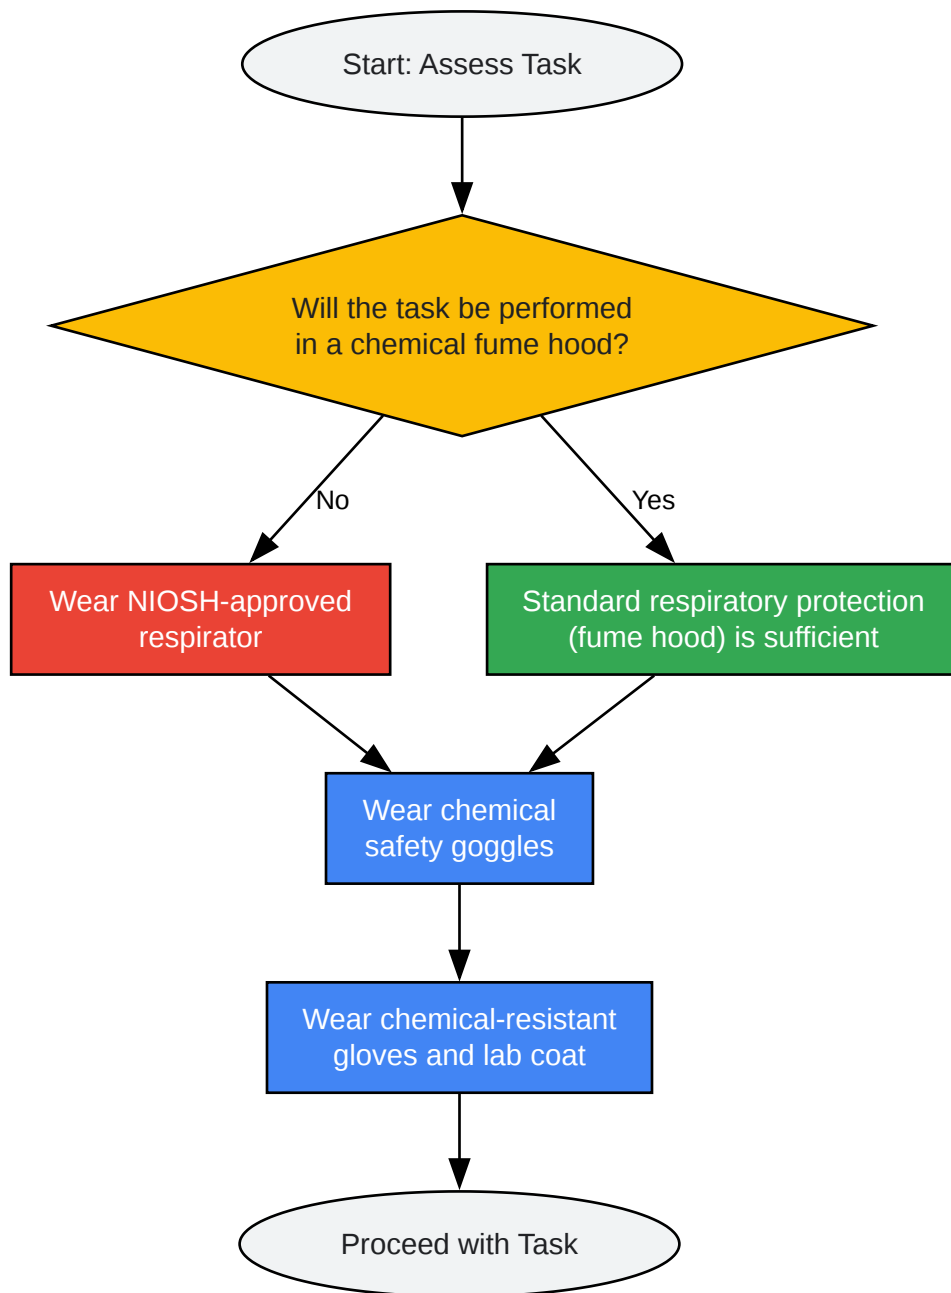 Start: Assess Task
Will the task be performed
in a chemical fume hood?
No
Yes
Wear NIOSH-approved
respirator
Standard respiratory protection
(fume hood) is sufficient
Wear chemical
safety goggles
Wear chemical-resistant
gloves and lab coat
Proceed with Task